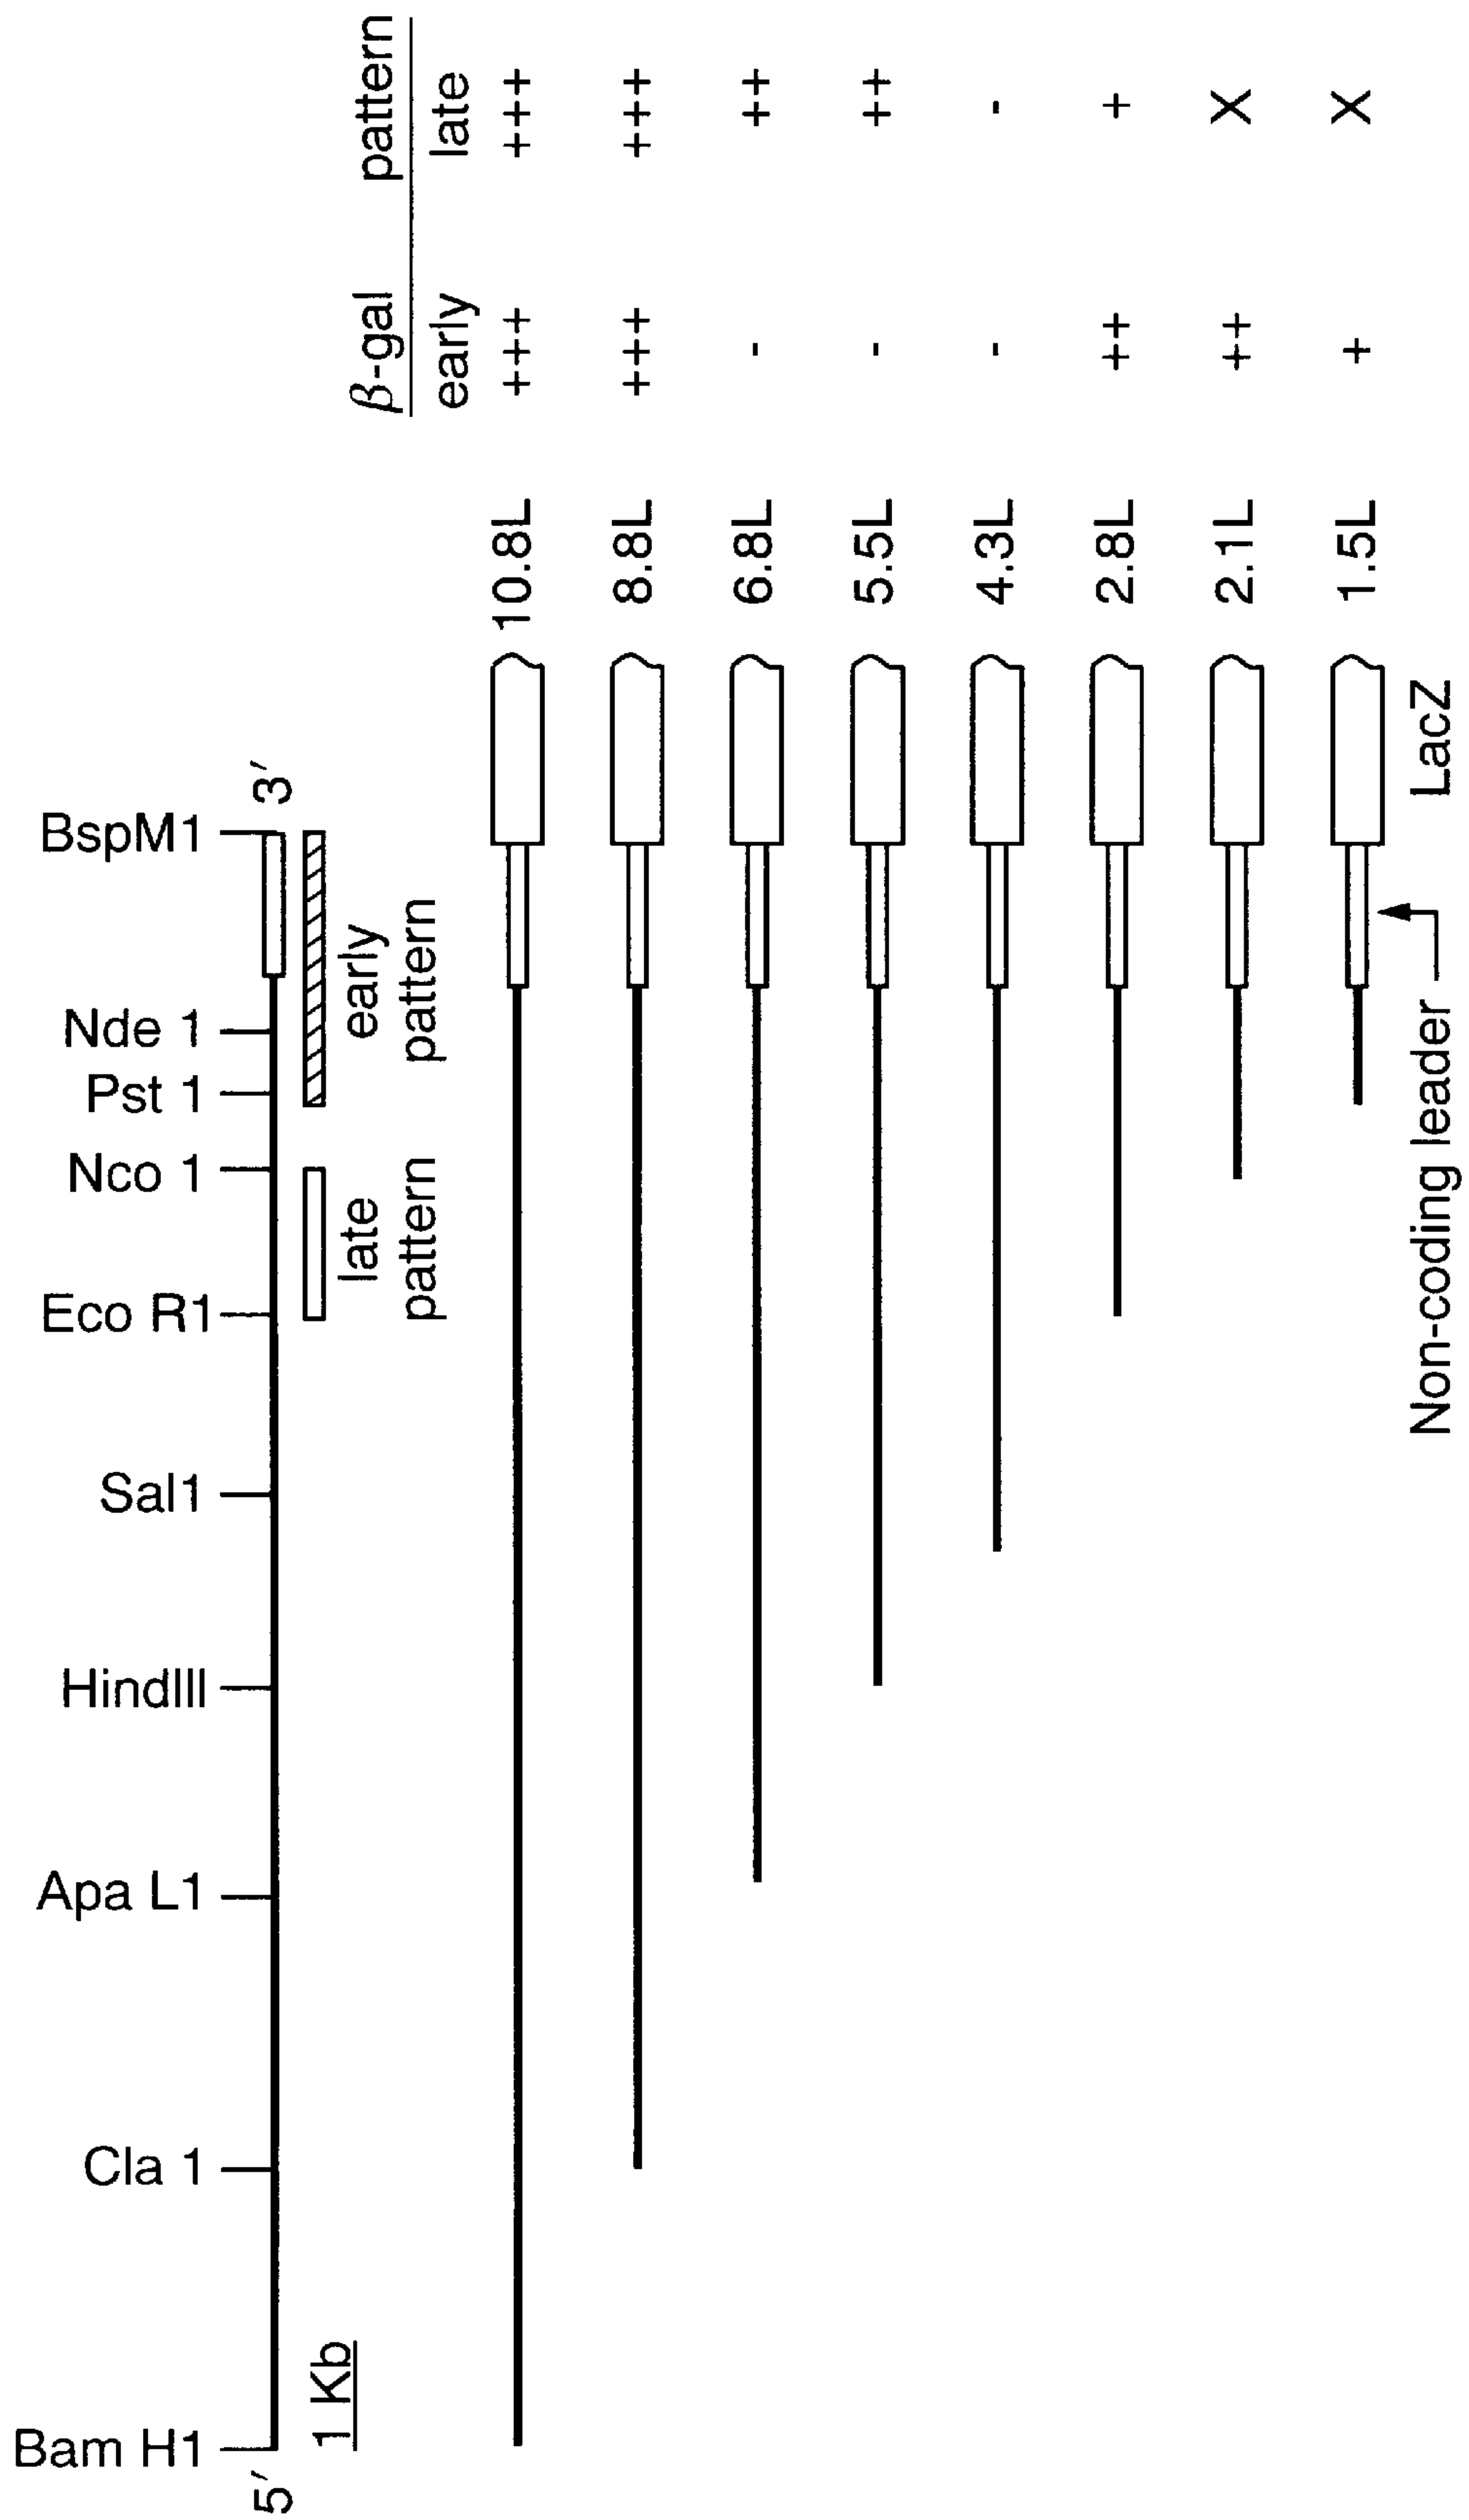 Bam H1
Cla 1
Apa L1
HindIII
Sal1
Eco R1
Nco 1
Pst 1
Nde 1
BspM1
5′
3′
1 Kb
late
pattern
early
pattern
β-gal pattern
early late
10.8L +++ +++
8.8L +++ +++
6.8L - ++
5.5L - ++
4.3L - -
2.8L ++ +
2.1L ++ X
1.5L + X
Non-coding leader
LacZ